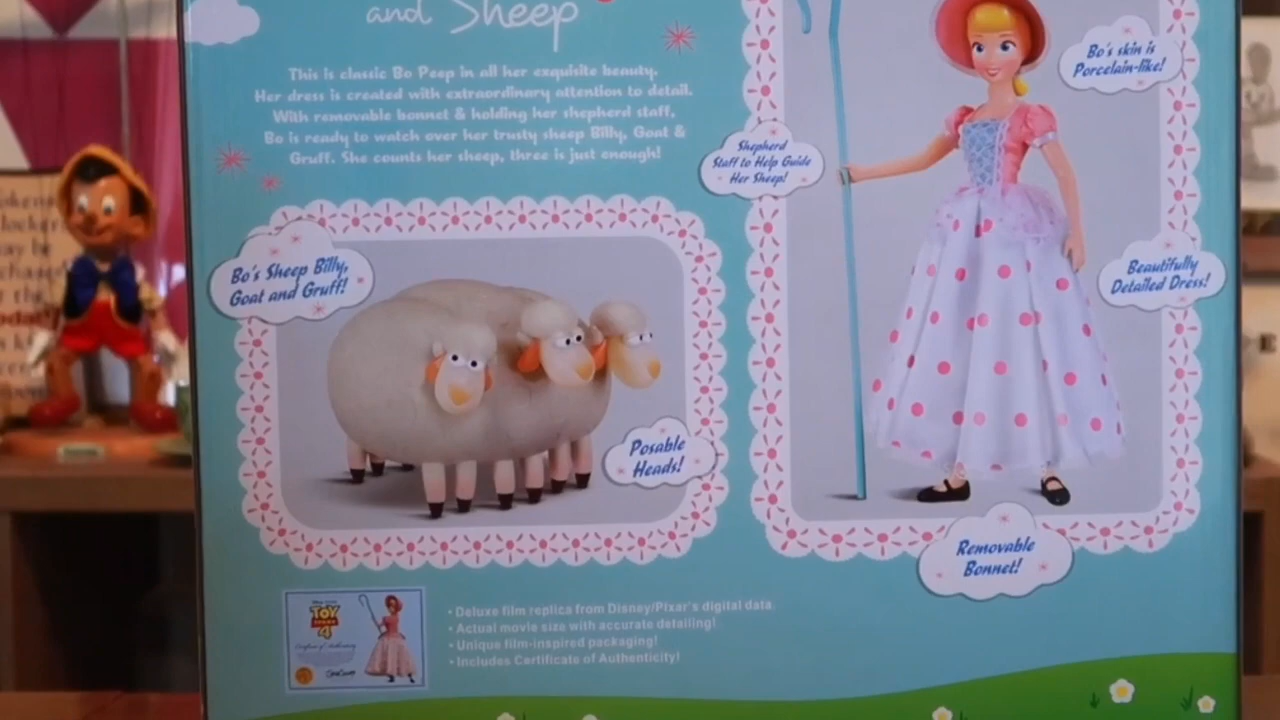 and Sheep
This is classic Bo Peep in all her exquisite beauty.
Her dress is created with extraordinary attention to detail.
With removable bonnet & holding her shepherd staff,
Bo is ready to watch over her trusty sheep Billy, Goat &
Gruff. She counts her sheep, three is just enough!
Bo's skin is
Porcelain-like!
Shepherd
Staff to Help Guide
Her Sheep!
Bo's Sheep Billy,
Goat and Gruff!
Beautifully
Detailed Dress!
Posable
Heads!
Removable
Bonnet!
TOY
STORY
4
Certificate of Authenticity
• Deluxe film replica from Disney/Pixar's digital data
• Actual movie size with accurate detailing!
• Unique film-inspired packaging!
• Includes Certificate of Authenticity!